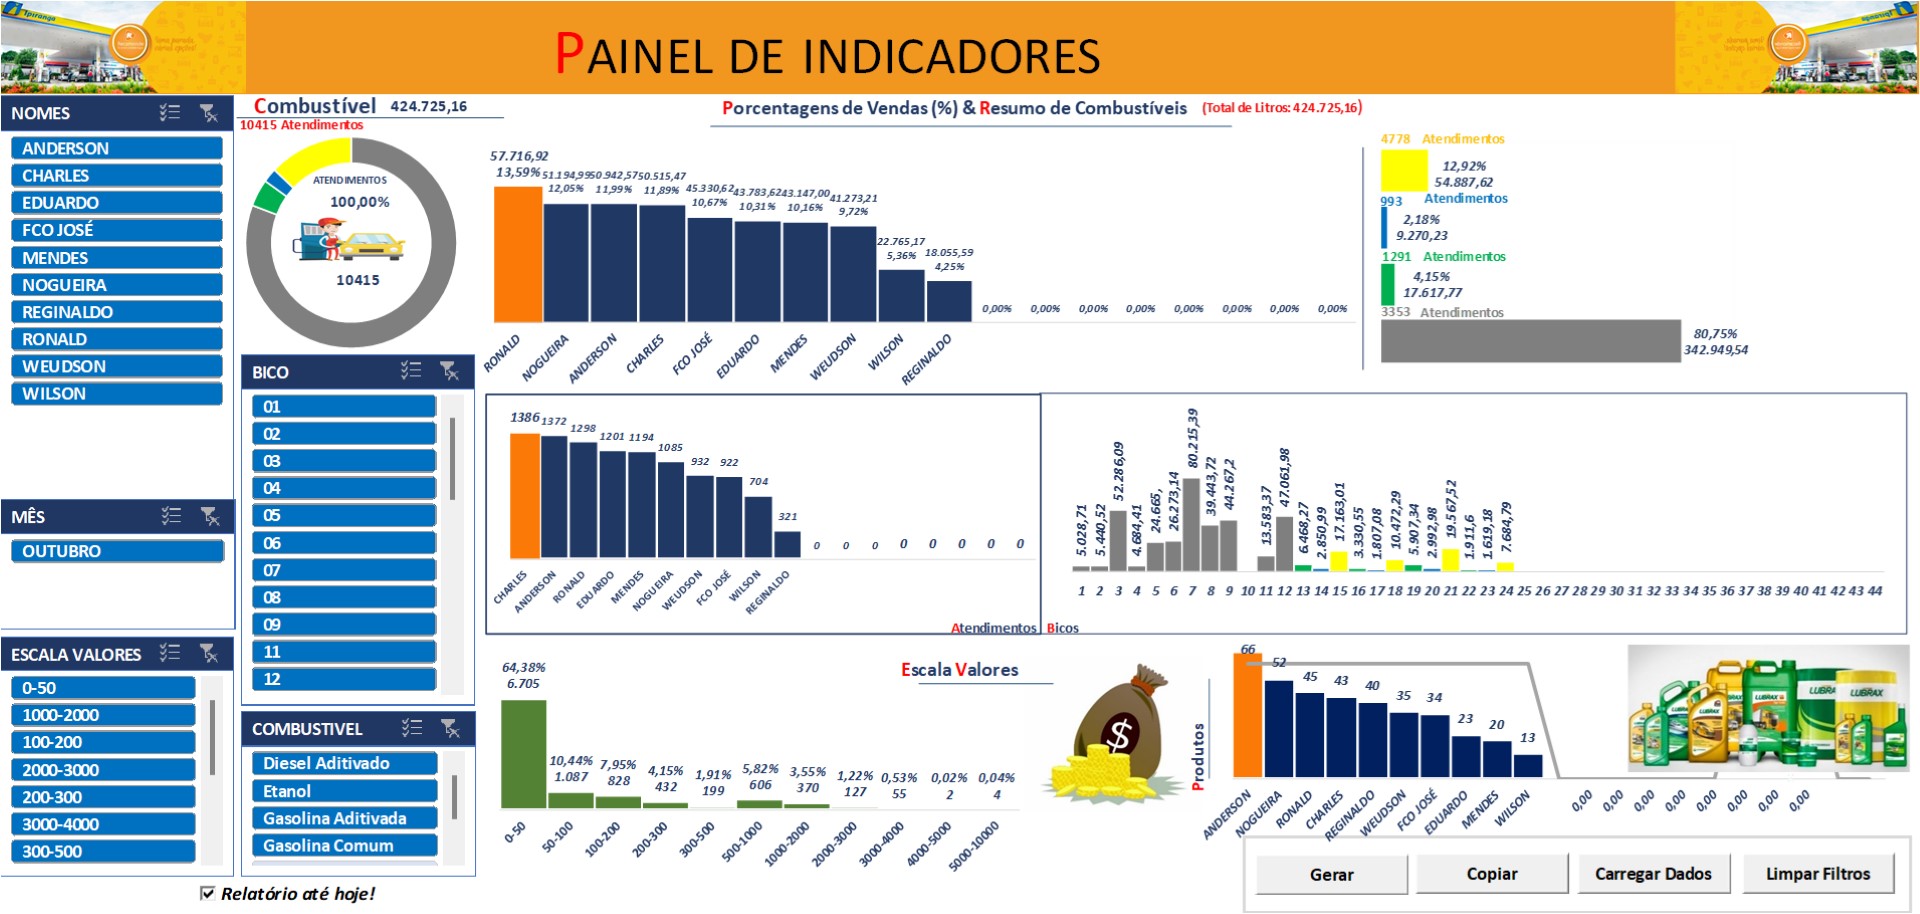 Ipiranga
PAINEL DE INDICADORES
NOMES
ANDERSON
CHARLES
EDUARDO
FCO JOSÉ
MENDES
NOGUEIRA
REGINALDO
RONALD
WEUDSON
WILSON
MÊS
OUTUBRO
ESCALA VALORES
0-50
1000-2000
100-200
2000-3000
200-300
3000-4000
300-500
Relatório até hoje!
Combustível 424.725,16
10415 Atendimentos
ATENDIMENTOS
100,00%
10415
BICO
01
02
03
04
05
06
07
08
09
11
12
COMBUSTIVEL
Diesel Aditivado
Etanol
Gasolina Aditivada
Gasolina Comum
Porcentagens de Vendas (%) & Resumo de Combustíveis (Total de Litros: 424.725,16)
57.716,92 51.194,99 50.942,57 50.515,47 45.330,62 43.783,62 43.147,00 41.273,21 22.765,17 18.055,59
13,59% 12,05% 11,99% 11,89% 10,67% 10,31% 10,16% 9,72% 5,36% 4,25% 0,00% 0,00% 0,00% 0,00% 0,00% 0,00% 0,00% 0,00%
RONALD NOGUEIRA ANDERSON CHARLES FCO JOSÉ EDUARDO MENDES WEUDSON WILSON REGINALDO
4778 Atendimentos
12,92%
54.887,62
993 Atendimentos
2,18%
9.270,23
1291 Atendimentos
4,15%
17.617,77
3353 Atendimentos
80,75%
342.949,54
1386 1372 1298 1201 1194 1085 932 922 704 321 0 0 0 0 0 0 0 0
CHARLES ANDERSON RONALD EDUARDO MENDES NOGUEIRA WEUDSON FCO JOSÉ WILSON REGINALDO
Atendimentos
5.028,71 5.440,52 52.286,09 4.684,41 24.665, 26.273,14 80.215,39 39.443,72 44.267,2 13.583,37 47.061,98 6.468,27 2.850,99 17.163,01 3.330,55 1.807,08 10.472,29 5.907,34 2.992,98 19.567,52 1.911,6 1.619,18 7.684,79
1 2 3 4 5 6 7 8 9 10 11 12 13 14 15 16 17 18 19 20 21 22 23 24 25 26 27 28 29 30 31 32 33 34 35 36 37 38 39 40 41 42 43 44
Bicos
Escala Valores
64,38% 10,44% 7,95% 4,15% 1,91% 5,82% 3,55% 1,22% 0,53% 0,02% 0,04%
6.705 1.087 828 432 199 606 370 127 55 2 4
0-50 50-100 100-200 200-300 300-500 500-1000 1000-2000 2000-3000 3000-4000 4000-5000 5000-10000
$
Produtos
66 52 45 43 40 35 34 23 20 13
ANDERSON NOGUEIRA RONALD CHARLES REGINALDO WEUDSON FCO JOSÉ EDUARDO MENDES WILSON 0,00 0,00 0,00 0,00 0,00 0,00 0,00 0,00
LUBRAX
LUBRAX
LUBRAX
Gerar
Copiar
Carregar Dados
Limpar Filtros